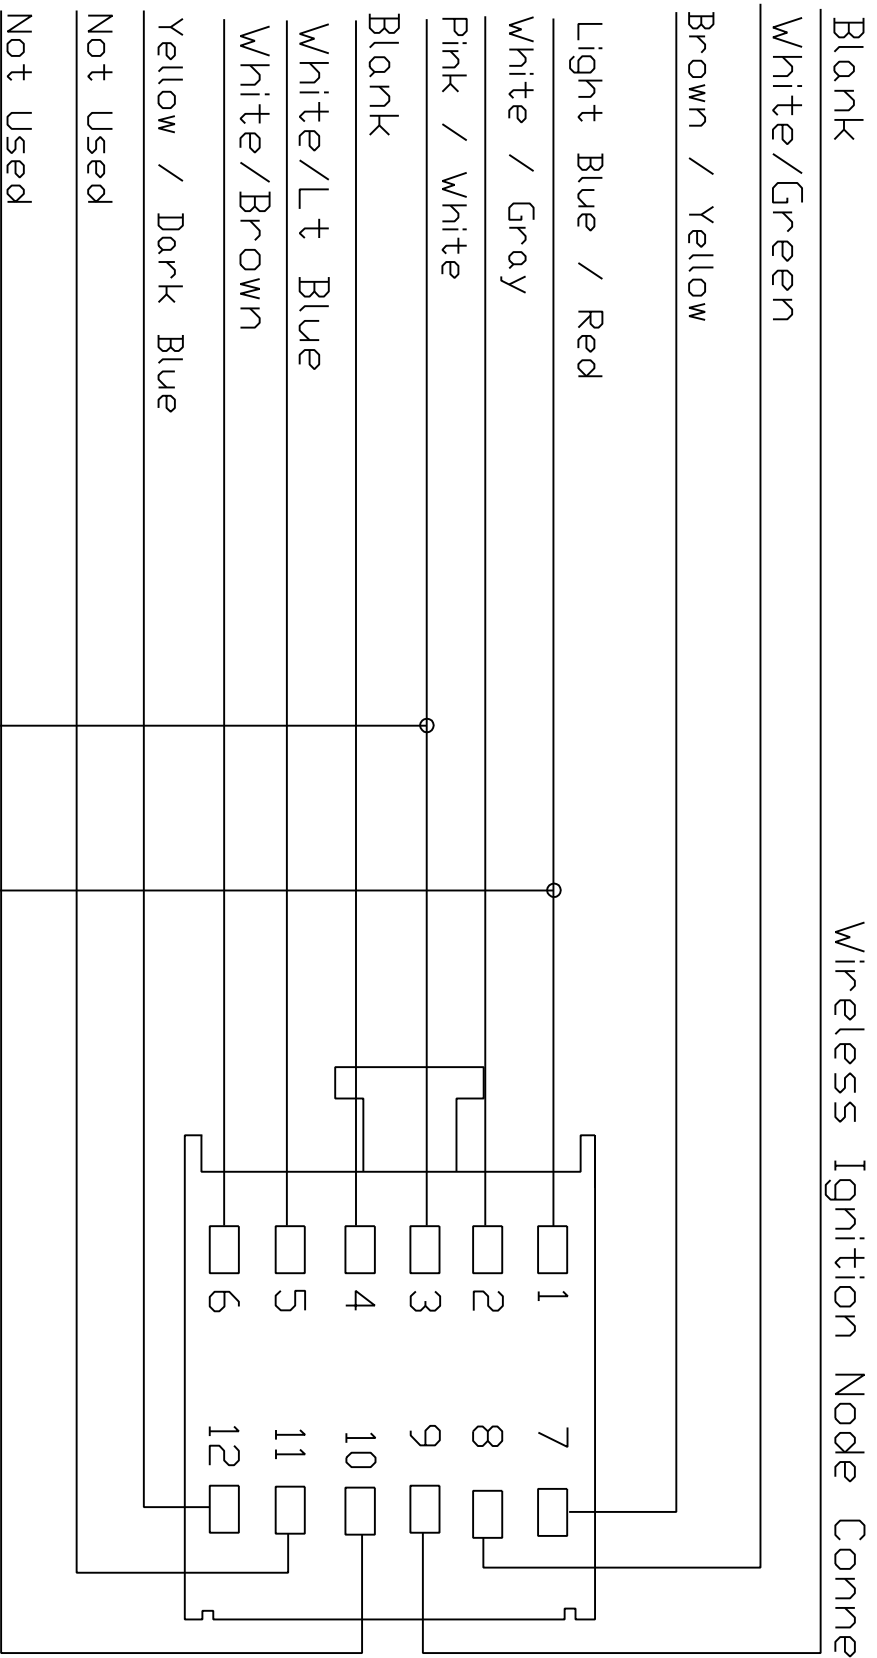 Blank
Wireless Ignition Node Conne
White/Green
Brown / Yellow
Light Blue / Red
White / Gray
Pink / White
Blank
White/Lt Blue
White/Brown
Yellow / Dark Blue
Not Used
Not Used
1
7
2
8
3
9
4
10
5
11
6
12